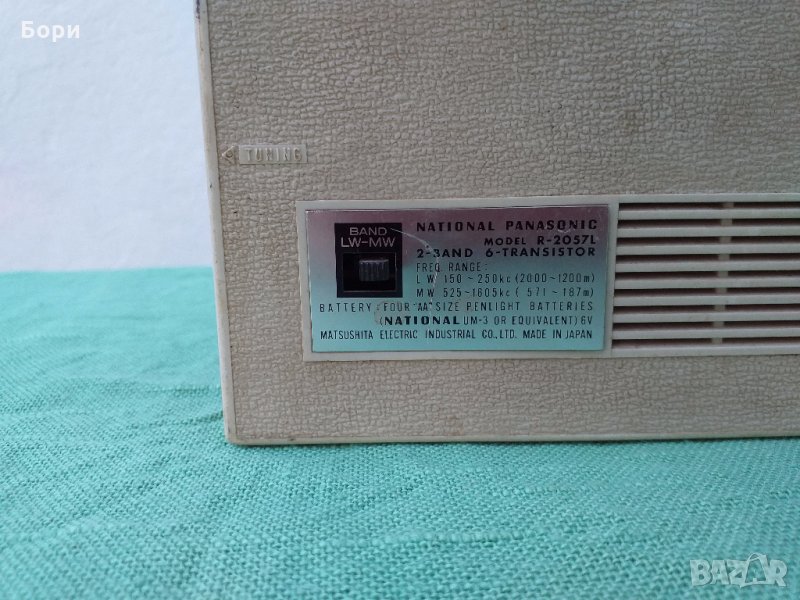 Бори
TUNING
BAND
LW-MW
NATIONAL PANASONIC
MODEL R-2057L
2-BAND 6-TRANSISTOR
FREQ. RANGE:
LW 150~250kc (2000~1200m)
MW 525~1605kc (571~187m)
BATTERY: FOUR "AA" SIZE PENLIGHT BATTERIES
(NATIONAL UM-3 OR EQUIVALENT) 6V
MATSUSHITA ELECTRIC INDUSTRIAL CO., LTD. MADE IN JAPAN
BAZAR